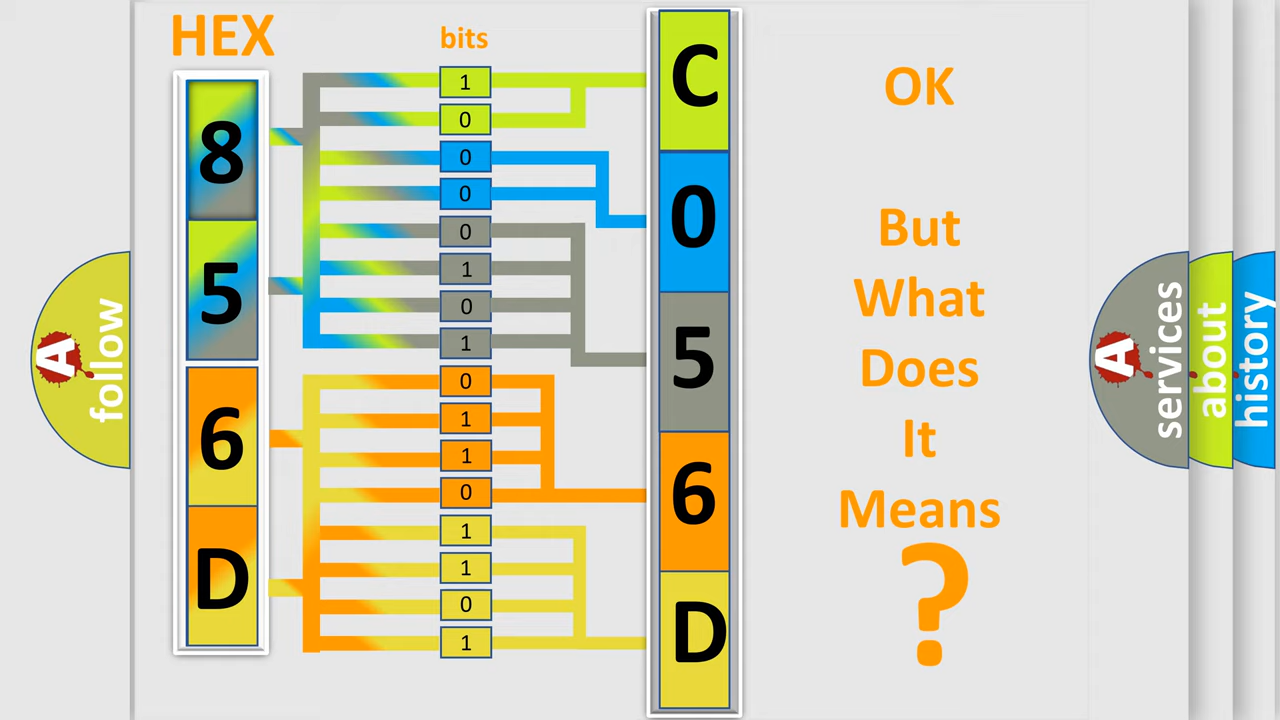 HEX
8
5
6
D
bits
1
0
0
0
0
1
0
1
0
1
1
0
1
1
0
1
C
0
5
6
D
OK
But
What
Does
It
Means
?
A
follow
A
services
about
history